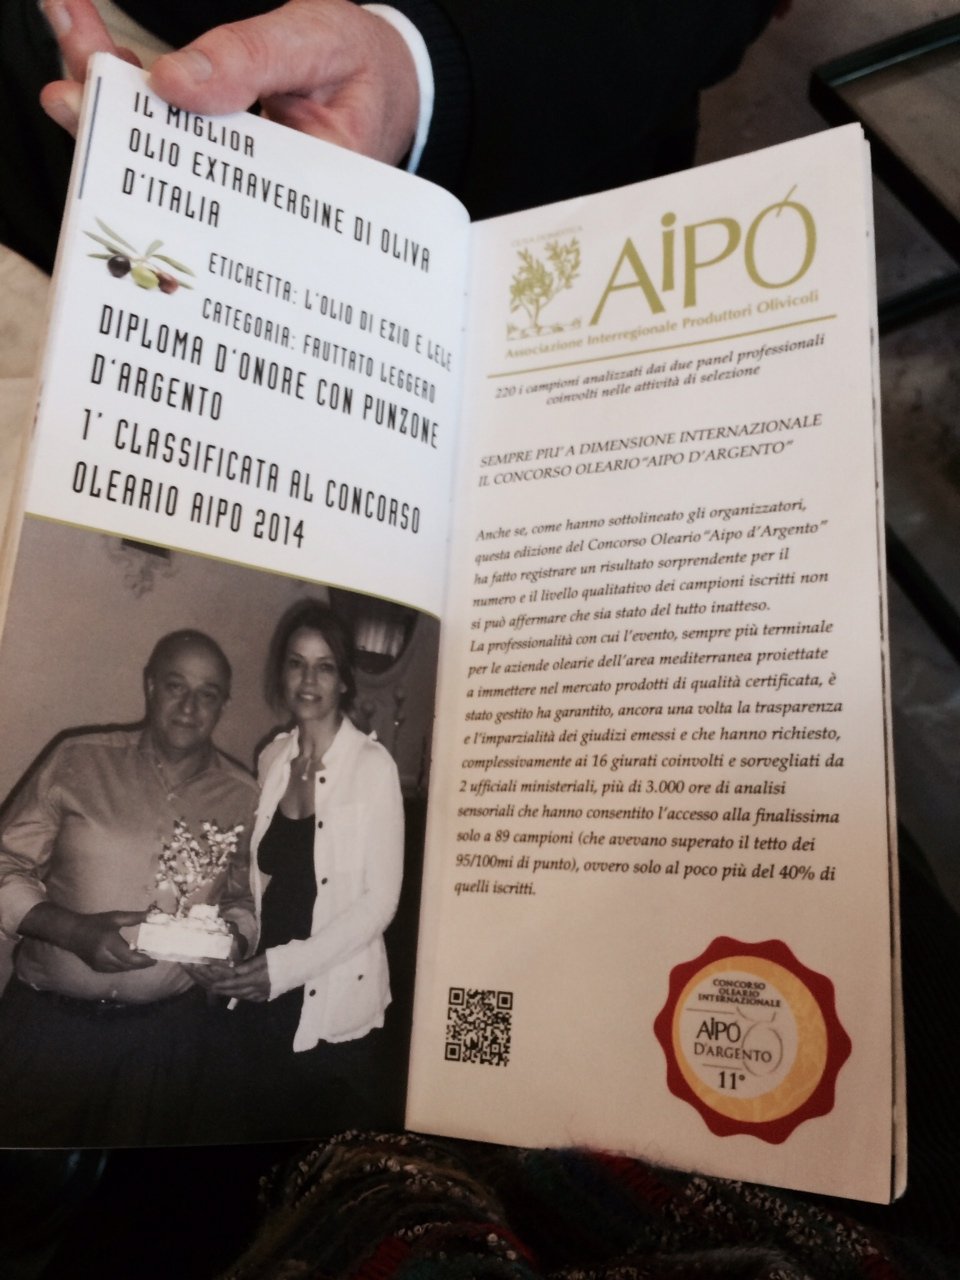 IL MIGLIOR
OLIO EXTRAVERGINE DI OLIVA
D'ITALIA
ETICHETTA: L'OLIO DI EZIO E LELE
CATEGORIA: FRUTTATO LEGGERO
DIPLOMA D'ONORE CON PUNZONE
D'ARGENTO
1° CLASSIFICATA AL CONCORSO
OLEARIO AIPO 2014
AIPO
Associazione Interregionale Produttori Olivicoli
220 i campioni analizzati dai due panel professionali
coinvolti nelle attività di selezione
SEMPRE PIU' A DIMENSIONE INTERNAZIONALE
IL CONCORSO OLEARIO "AIPO D'ARGENTO"
Anche se, come hanno sottolineato gli organizzatori,
questa edizione del Concorso Oleario "Aipo d'Argento"
ha fatto registrare un risultato sorprendente per il
numero e il livello qualitativo dei campioni iscritti non
si può affermare che sia stato del tutto inatteso.
La professionalità con cui l'evento, sempre più terminale
per le aziende olearie dell'area mediterranea proiettate
a immettere nel mercato prodotti di qualità certificata, è
stato gestito ha garantito, ancora una volta la trasparenza
e l'imparzialità dei giudizi emessi e che hanno richiesto,
complessivamente ai 16 giurati coinvolti e sorvegliati da
2 ufficiali ministeriali, più di 3.000 ore di analisi
sensoriali che hanno consentito l'accesso alla finalissima
solo a 89 campioni (che avevano superato il tetto dei
95/100mi di punto), ovvero solo al poco più del 40% di
quelli iscritti.
CONCORSO
OLEARIO
INTERNAZIONALE
AIPO
D'ARGENTO
11°